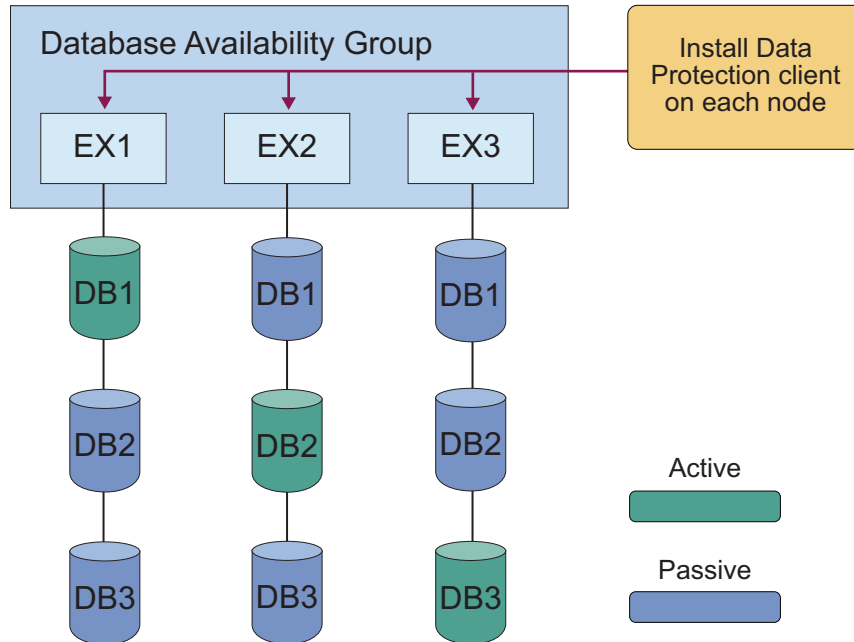 Database Availability Group
Install Data
Protection client
on each node
EX1
EX2
EX3
DB1
DB1
DB1
DB2
DB2
DB2
Active
DB3
DB3
DB3
Passive